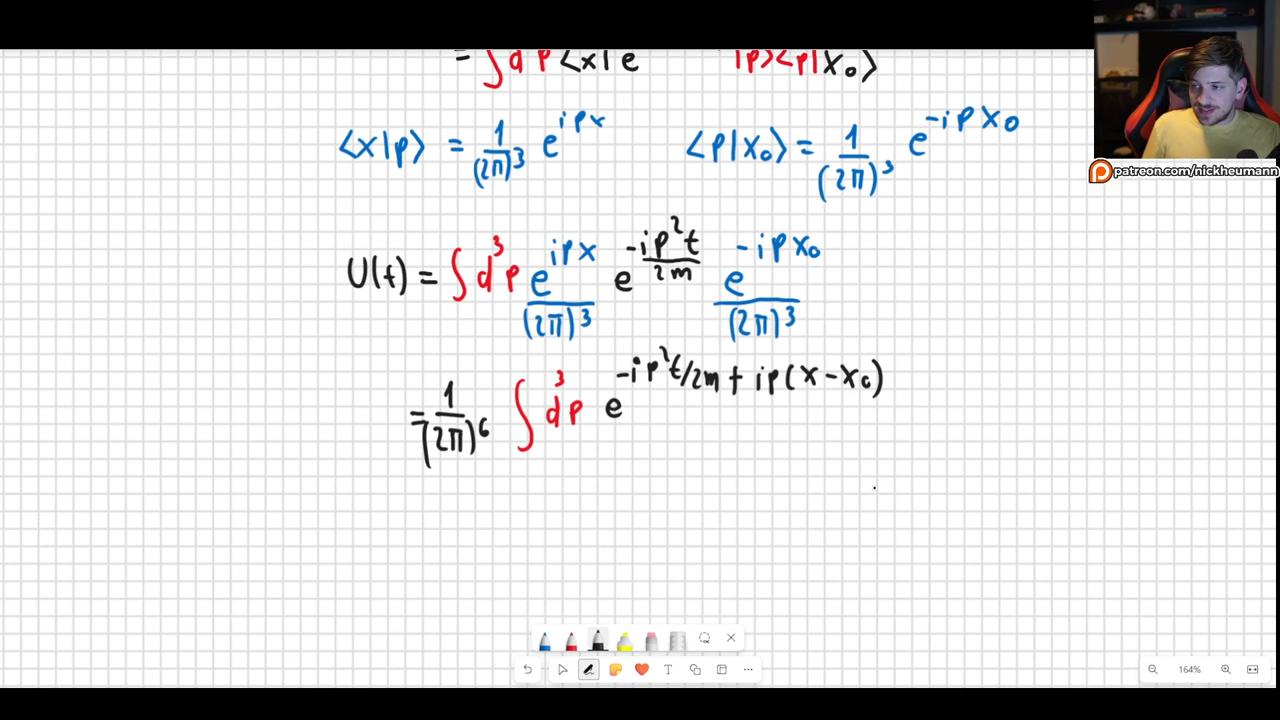 = ∫dp⟨x|e |p⟩⟨p|x₀⟩
⟨x|p⟩ = 1/(2π)³ e^{ipx} ⟨p|x₀⟩ = 1/(2π)³ e^{-ipx₀}
patreon.com/nickheumann
U(t) = ∫d³p e^{ipx}/(2π)³ e^{-ip²t/2m} e^{-ipx₀}/(2π)³
= 1/(2π)⁶ ∫d³p e^{-ip²t/2m + ip(x-x₀)}
164%